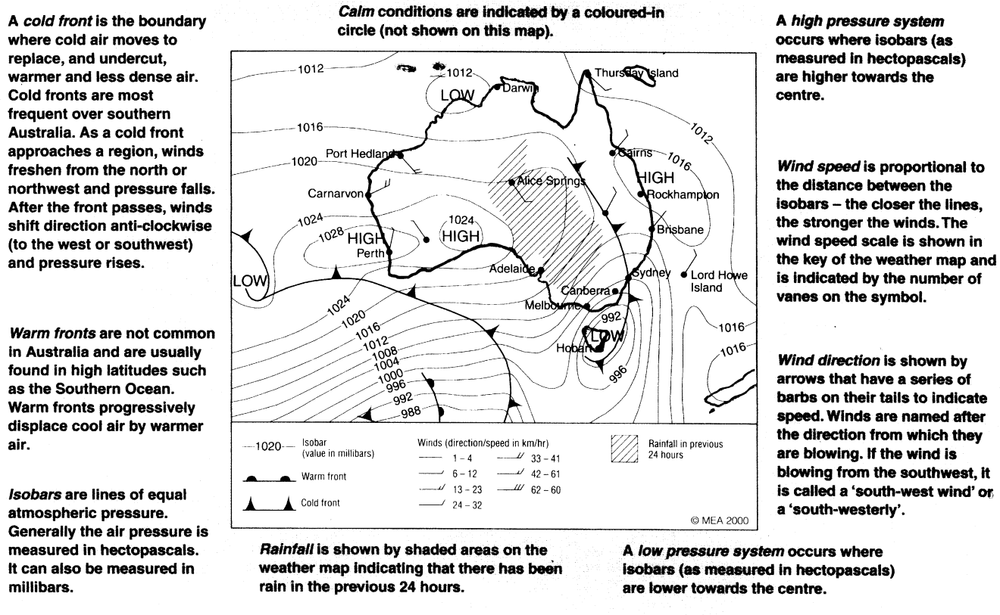 A cold front is the boundary
where cold air moves to
replace, and undercut,
warmer and less dense air.
Cold fronts are most
frequent over southern
Australia. As a cold front
approaches a region, winds
freshen from the north or
northwest and pressure falls.
After the front passes, winds
shift direction anti-clockwise
(to the west or southwest)
and pressure rises.
Warm fronts are not common
in Australia and are usually
found in high latitudes such
as the Southern Ocean.
Warm fronts progressively
displace cool air by warmer
air.
Isobars are lines of equal
atmospheric pressure.
Generally the air pressure is
measured in hectopascals.
It can also be measured in
millibars.
Calm conditions are indicated by a coloured-in
circle (not shown on this map).
1012
1012
LOW
Darwin
Thursday Island
1016
1012
Port Hedland
1020
Cairns
1016
Alice Springs
HIGH
Carnarvon
Rockhampton
1024
1024
1028
HIGH
HIGH
Brisbane
Perth
LOW
Adelaide
Sydney
Lord Howe
Island
Canberra
Melbourne
1024
1020
1016
1012
1008
1004
1000
996
992
988
992
LOW
Hobart
996
1016
1016
1020
Isobar
(value in millibars)
Warm front
Cold front
Winds (direction/speed in km/hr)
1 – 4
6 – 12
13 – 23
24 – 32
33 – 41
42 – 61
62 – 60
Rainfall in previous
24 hours
© MEA 2000
Rainfall is shown by shaded areas on the
weather map indicating that there has been
rain in the previous 24 hours.
A high pressure system
occurs where isobars (as
measured in hectopascals)
are higher towards the
centre.
Wind speed is proportional to
the distance between the
isobars – the closer the lines,
the stronger the winds. The
wind speed scale is shown in
the key of the weather map and
is indicated by the number of
vanes on the symbol.
Wind direction is shown by
arrows that have a series of
barbs on their tails to indicate
speed. Winds are named after
the direction from which they
are blowing. If the wind is
blowing from the southwest, it
is called a ‘south-west wind’ or
a ‘south-westerly’.
A low pressure system occurs where
isobars (as measured in hectopascals)
are lower towards the centre.